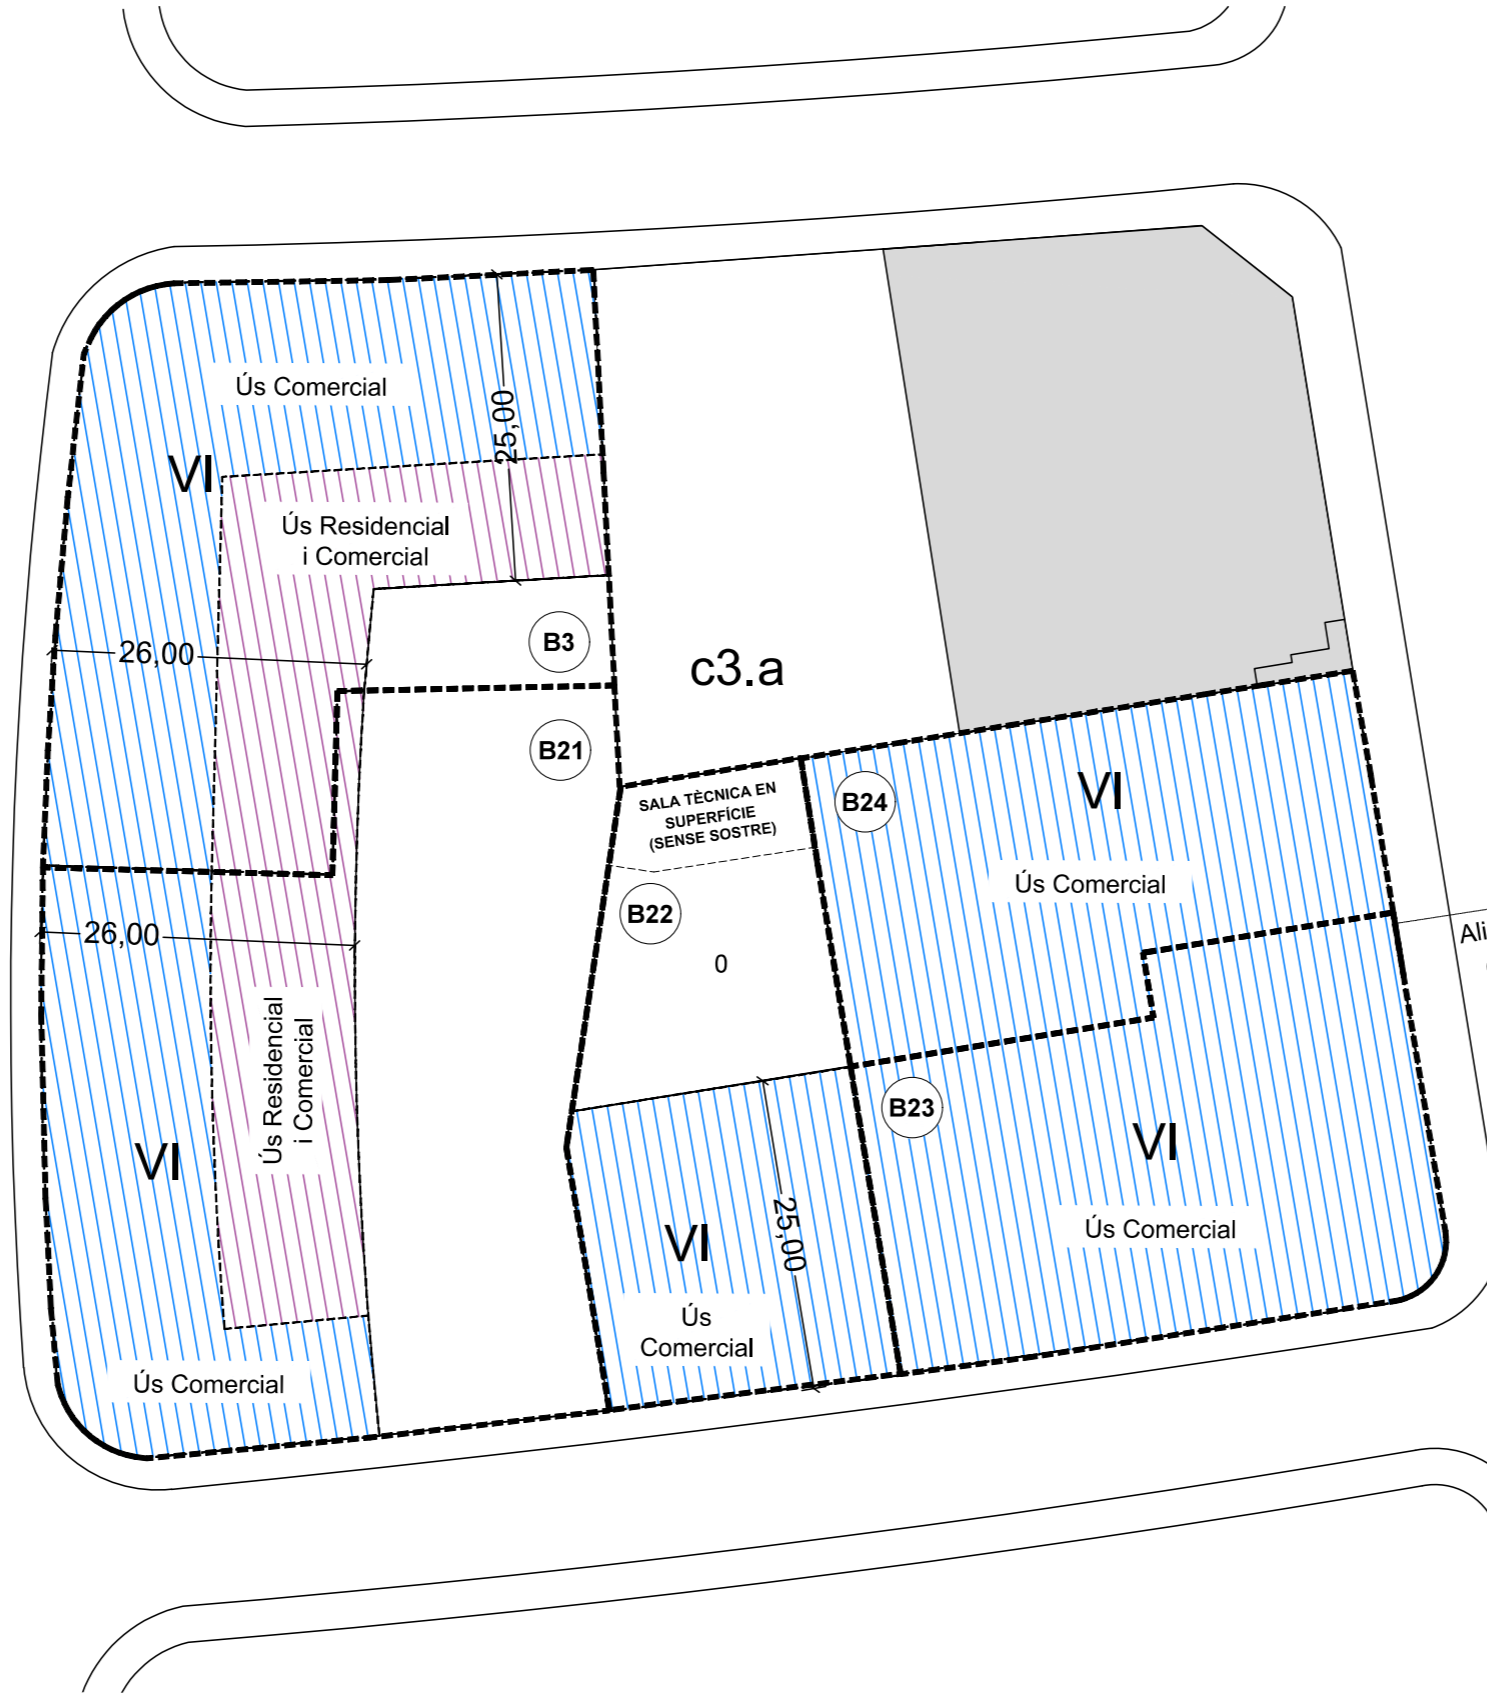 Ús Comercial
25,00
VI
Ús Residencial
i Comercial
B3
26,00
c3.a
B21
SALA TÈCNICA EN
SUPERFÍCIE
(SENSE SOSTRE)
B24
VI
Ús Comercial
B22
26,00
0
Ali
Ús Residencial
i Comercial
B23
VI
VI
25,00
VI
Ús Comercial
Ús
Comercial
Ús Comercial